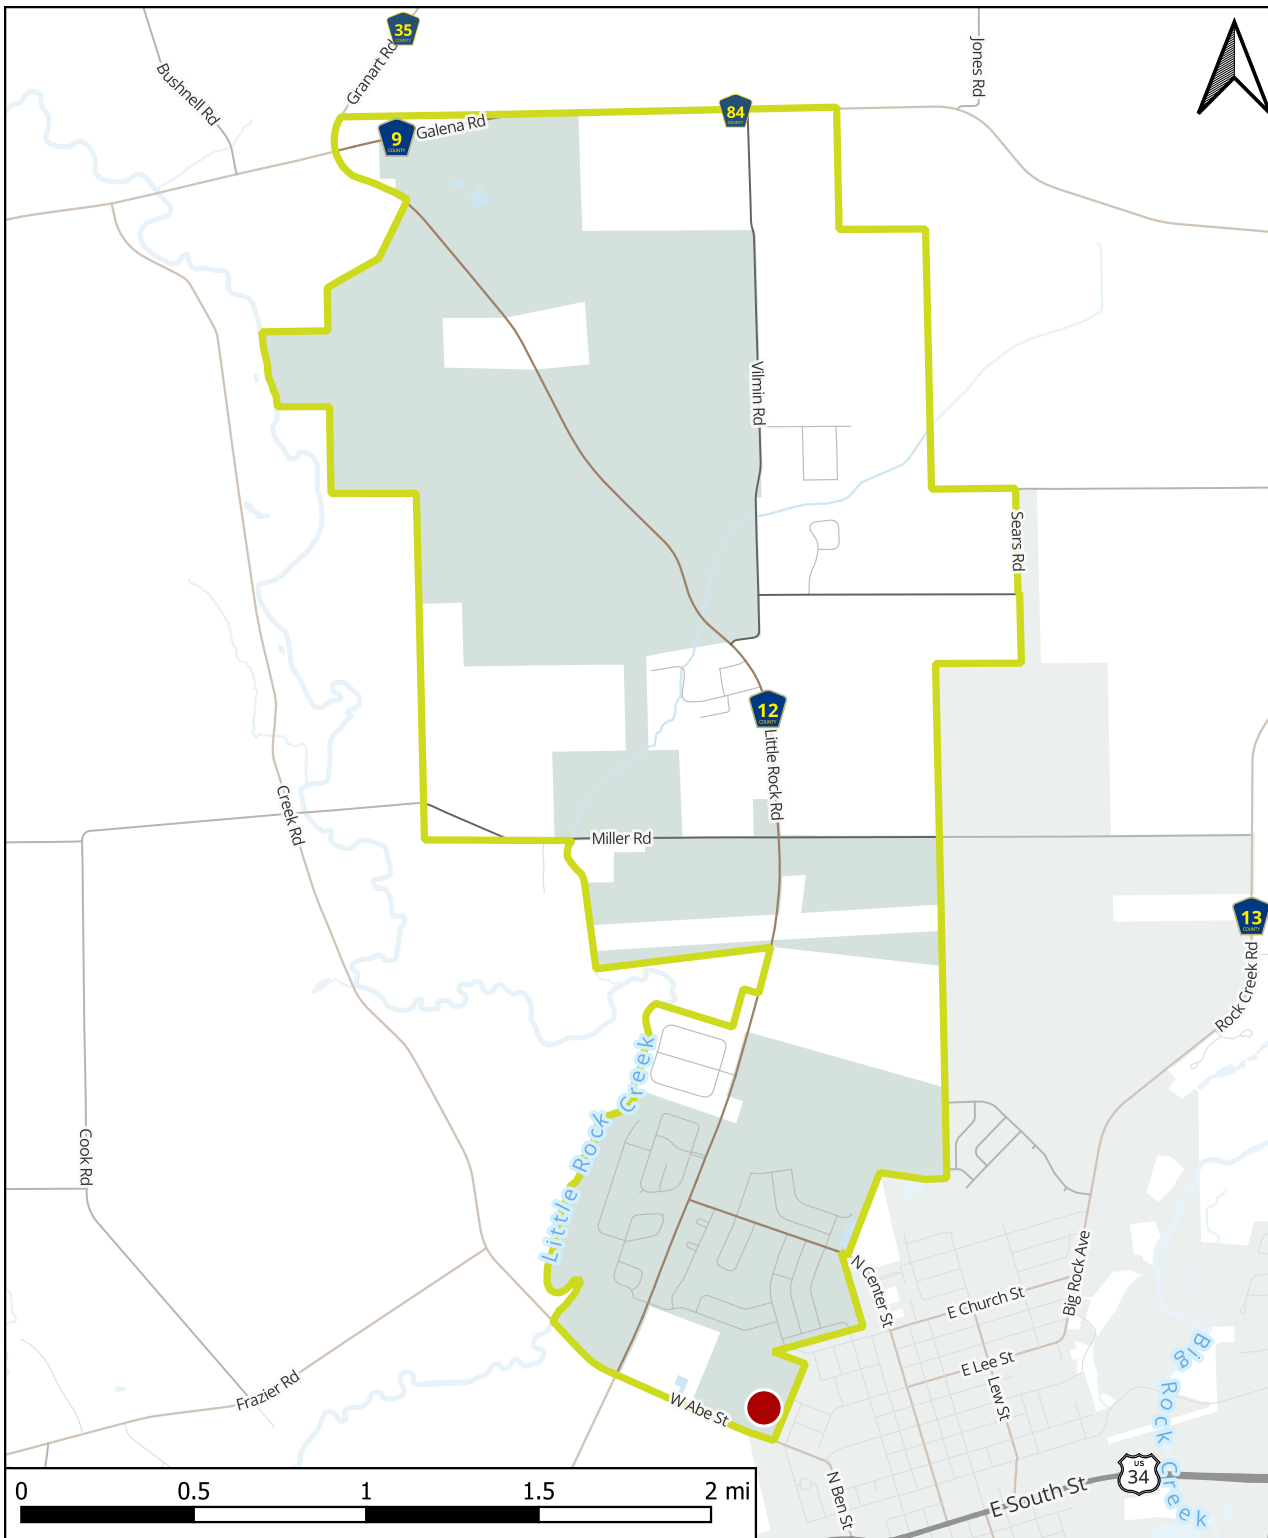 35
COUNTY
Jones Rd
Bushnell Rd
Granart Rd
84
COUNTY
9
COUNTY
Galena Rd
Vilmin Rd
Sears Rd
12
COUNTY
Little Rock Rd
Creek Rd
Miller Rd
13
COUNTY
Rock Creek Rd
Little Rock Creek
Cook Rd
N Center St
Big Rock Ave
E Church St
E Lee St
Lew St
Big Rock Creek
Frazier Rd
W Abe St
N Ben St
E South St
US
34
0 0.5 1 1.5 2 mi